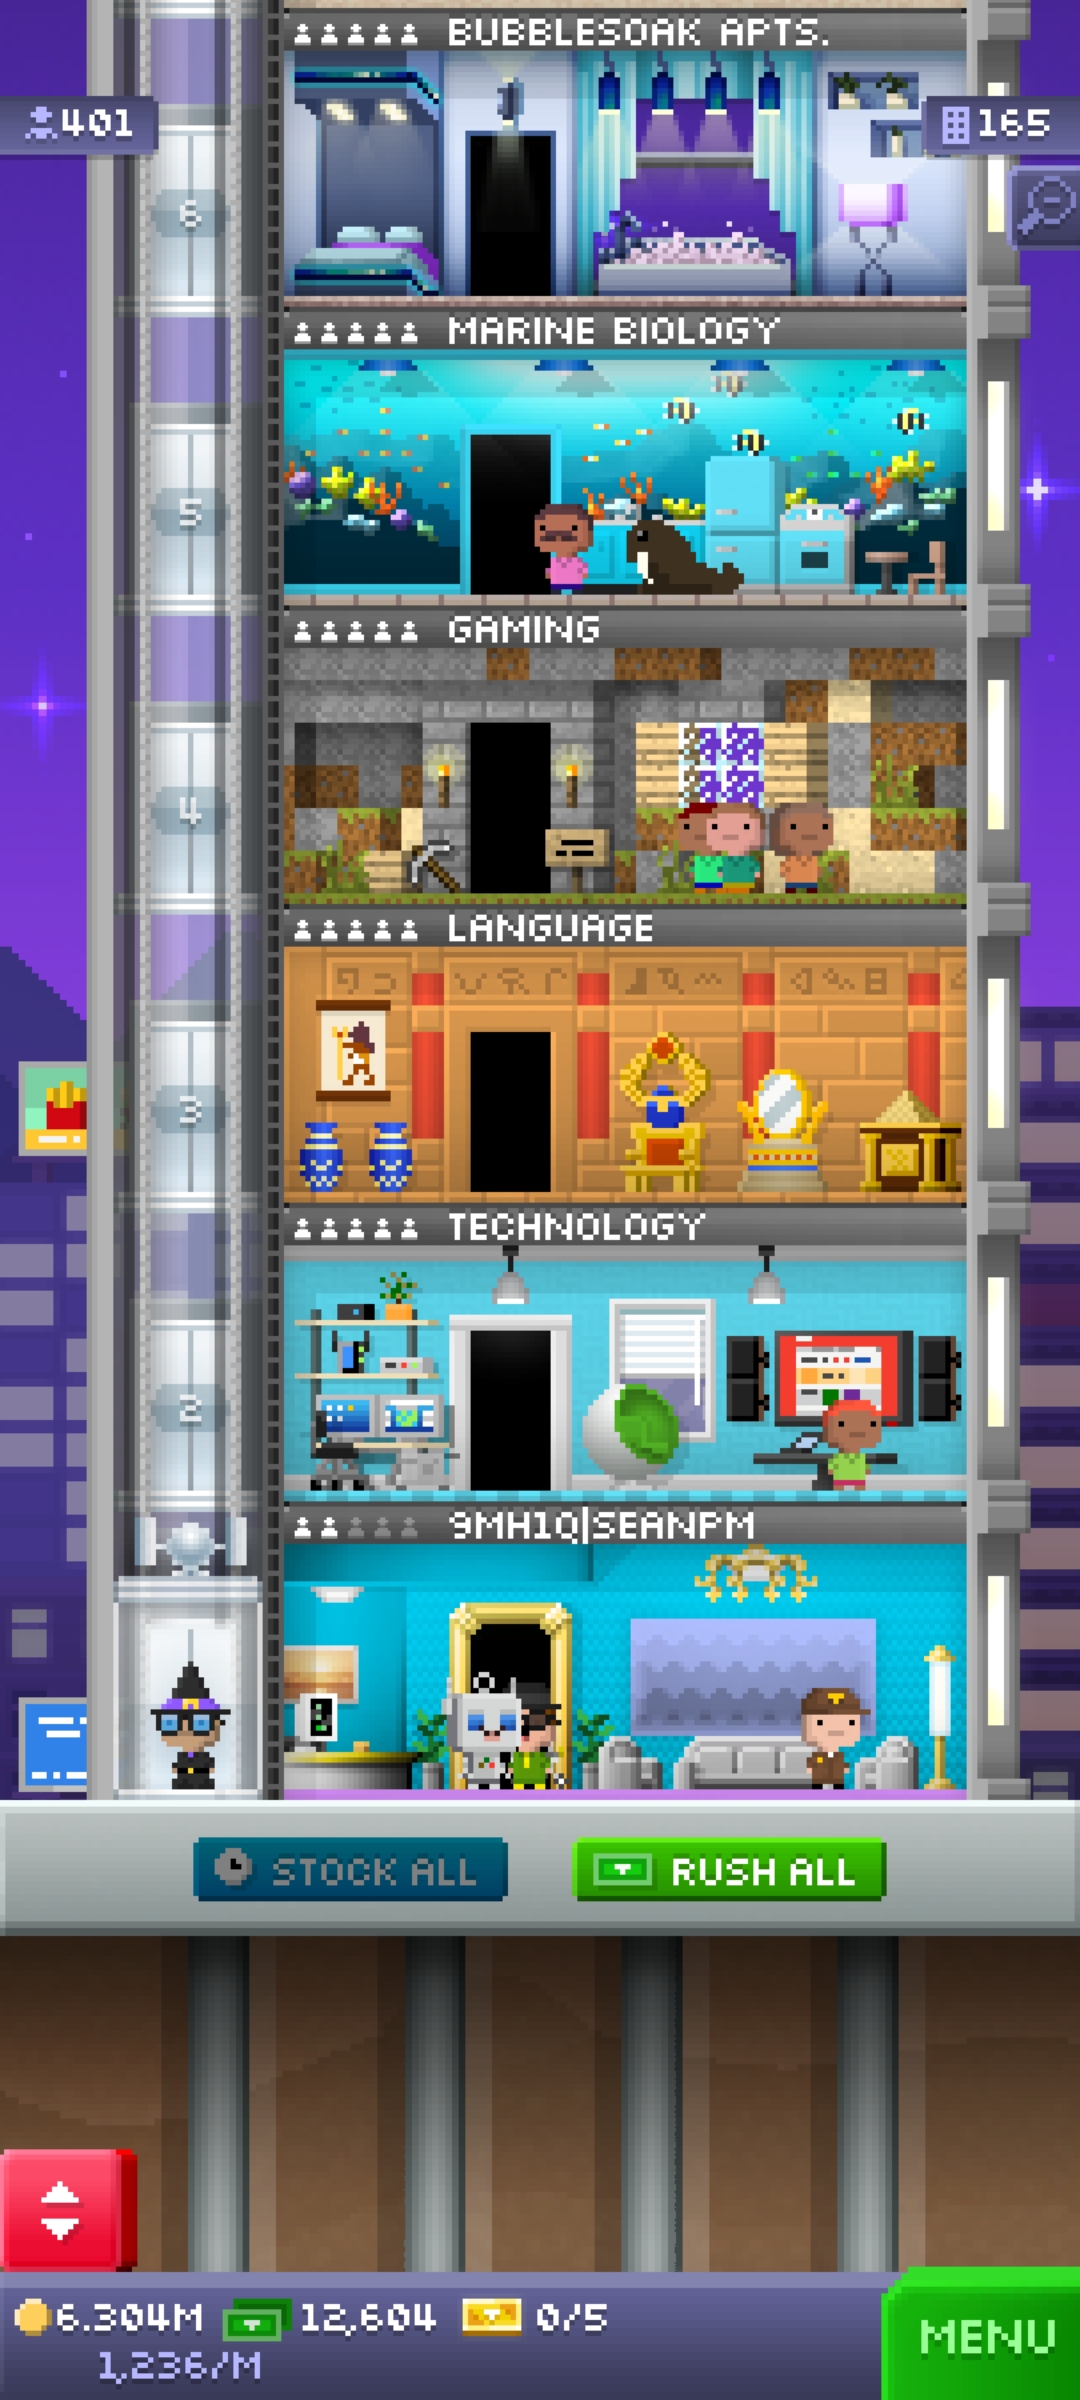 BUBBLESOAK APTS.
401
165
6
MARINE BIOLOGY
5
GAMING
4
LANGUAGE
3
TECHNOLOGY
2
9MH1Q|SEANPM
STOCK ALL
RUSH ALL
6.304M
12,604
0/5
1,236/M
MENU